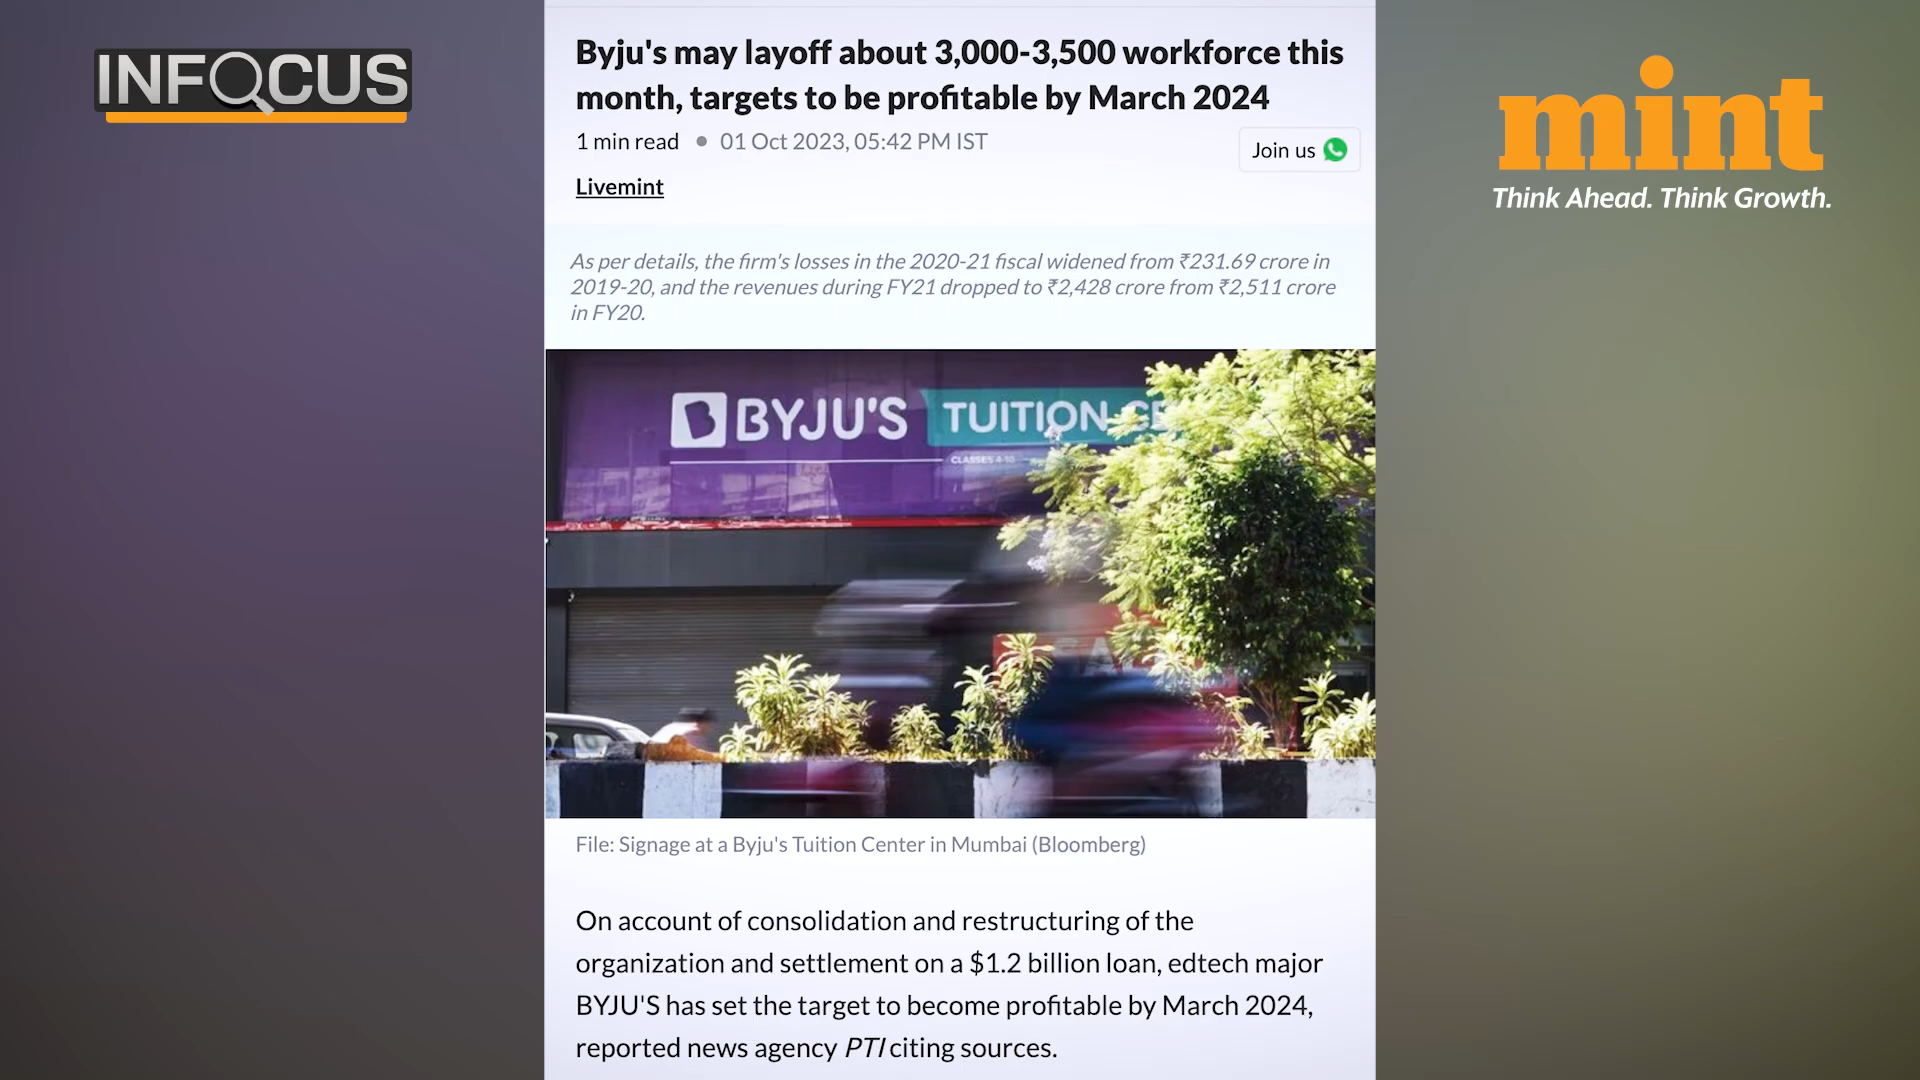 INFOCUS
mint
Think Ahead. Think Growth.
Byju's may layoff about 3,000-3,500 workforce this
month, targets to be profitable by March 2024
1 min read • 01 Oct 2023, 05:42 PM IST
Join us
Livemint
As per details, the firm's losses in the 2020-21 fiscal widened from ₹231.69 crore in
2019-20, and the revenues during FY21 dropped to ₹2,428 crore from ₹2,511 crore
in FY20.
BYJU'S TUITION
CLASSES 4-10
File: Signage at a Byju's Tuition Center in Mumbai (Bloomberg)
On account of consolidation and restructuring of the
organization and settlement on a $1.2 billion loan, edtech major
BYJU'S has set the target to become profitable by March 2024,
reported news agency PTI citing sources.